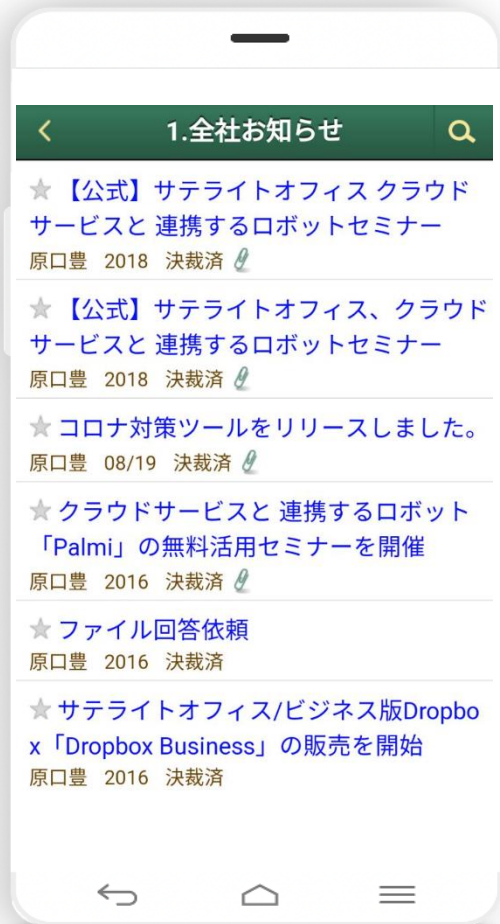 1.全社お知らせ
【公式】サテライトオフィス クラウド
サービスと 連携するロボットセミナー
原口豊 2018 決裁済
【公式】サテライトオフィス、クラウド
サービスと 連携するロボットセミナー
原口豊 2018 決裁済
コロナ対策ツールをリリースしました。
原口豊 08/19 決裁済
クラウドサービスと 連携するロボット
「Palmi」の無料活用セミナーを開催
原口豊 2016 決裁済
ファイル回答依頼
原口豊 2016 決裁済
サテライトオフィス/ビジネス版Dropbo
x「Dropbox Business」の販売を開始
原口豊 2016 決裁済